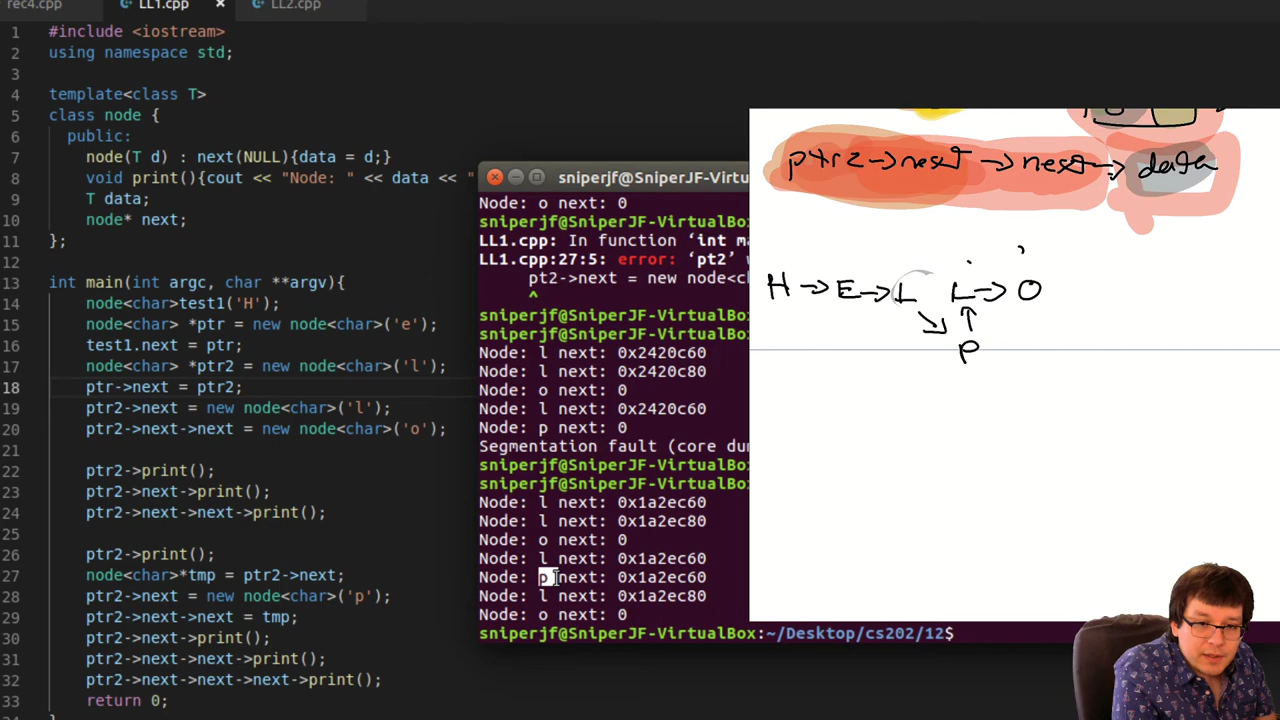 rec4.cpp LL1.cpp × LL2.cpp
1 #include <iostream>
2 using namespace std;
3
4 template<class T>
5 class node {
6 public:
7 node(T d) : next(NULL){data = d;}
8 void print(){cout << "Node: " << data << "
9 T data;
10 node* next;
11 };
12
13 int main(int argc, char **argv){
14 node<char>test1('H');
15 node<char> *ptr = new node<char>('e');
16 test1.next = ptr;
17 node<char> *ptr2 = new node<char>('l');
18 ptr->next = ptr2;
19 ptr2->next = new node<char>('l');
20 ptr2->next->next = new node<char>('o');
21
22 ptr2->print();
23 ptr2->next->print();
24 ptr2->next->next->print();
25
26 ptr2->print();
27 node<char>*tmp = ptr2->next;
28 ptr2->next = new node<char>('p');
29 ptr2->next->next = tmp;
30 ptr2->next->print();
31 ptr2->next->next->print();
32 ptr2->next->next->next->print();
33 return 0;
34 }
sniperjf@SniperJF-VirtualBox
Node: o next: 0
sniperjf@SniperJF-VirtualBox
LL1.cpp: In function ‘int ma
LL1.cpp:27:5: error: ‘pt2’
pt2->next = new node<c
^
sniperjf@SniperJF-VirtualBox
sniperjf@SniperJF-VirtualBox
Node: l next: 0x2420c60
Node: l next: 0x2420c80
Node: o next: 0
Node: l next: 0x2420c60
Node: p next: 0
Segmentation fault (core du
sniperjf@SniperJF-VirtualBox
sniperjf@SniperJF-VirtualBox
Node: l next: 0x1a2ec60
Node: l next: 0x1a2ec80
Node: o next: 0
Node: l next: 0x1a2ec60
Node: p next: 0x1a2ec60
Node: l next: 0x1a2ec80
Node: o next: 0
sniperjf@SniperJF-VirtualBox:~/Desktop/cs202/12$
ptr2→next→next→data
H→E→L L→O
p